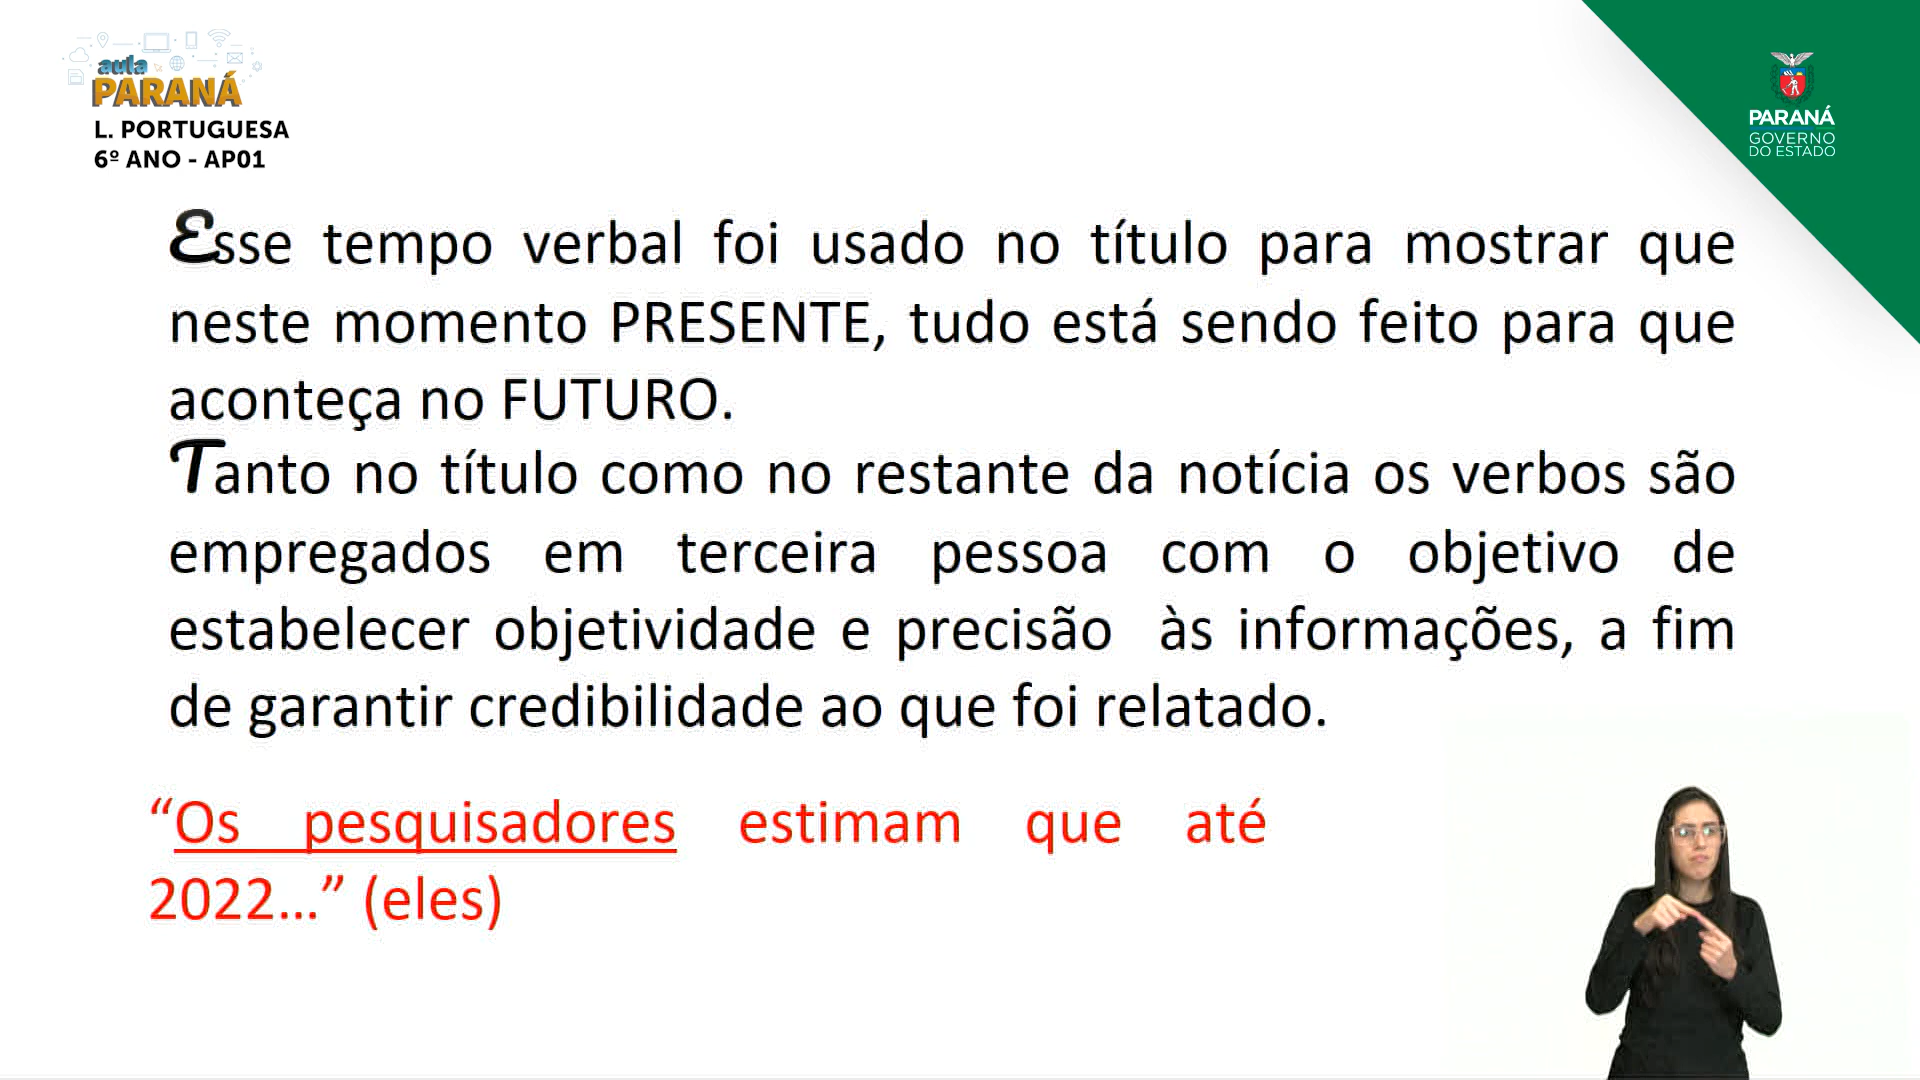 aula
PARANÁ
L. PORTUGUESA
6º ANO - AP01
PARANÁ
GOVERNO
DO ESTADO
Esse tempo verbal foi usado no título para mostrar que
neste momento PRESENTE, tudo está sendo feito para que
aconteça no FUTURO.
Tanto no título como no restante da notícia os verbos são
empregados em terceira pessoa com o objetivo de
estabelecer objetividade e precisão às informações, a fim
de garantir credibilidade ao que foi relatado.
“Os pesquisadores estimam que até
2022...” (eles)